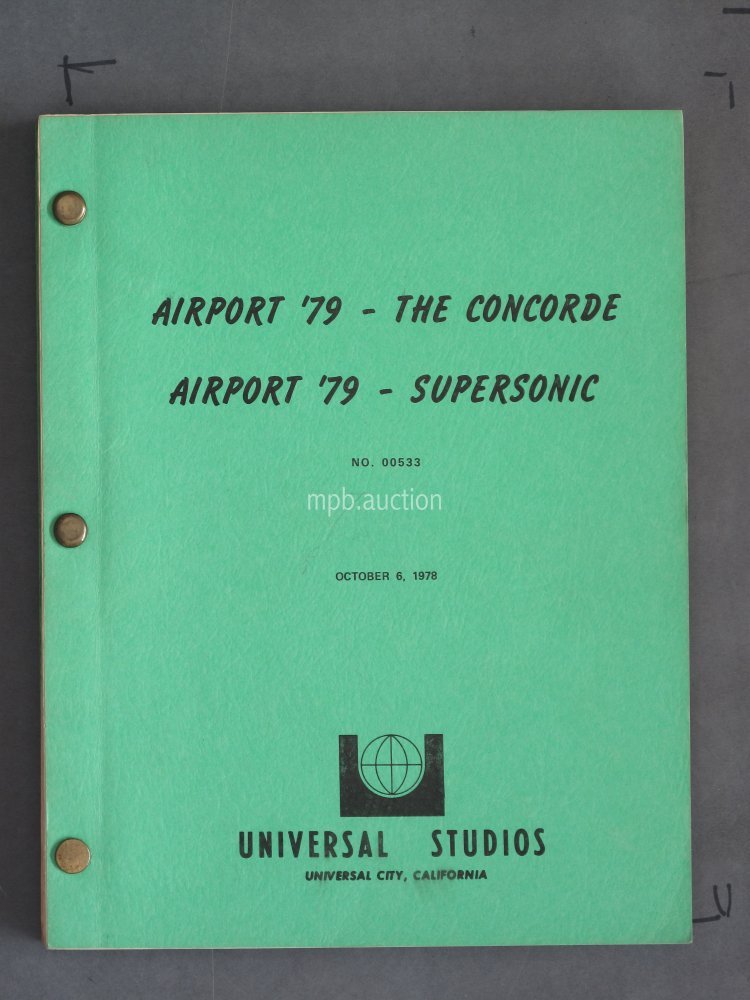 AIRPORT '79 - THE CONCORDE
AIRPORT '79 - SUPERSONIC
NO. 00533
mpb.auction
OCTOBER 6, 1978
UNIVERSAL STUDIOS
UNIVERSAL CITY, CALIFORNIA